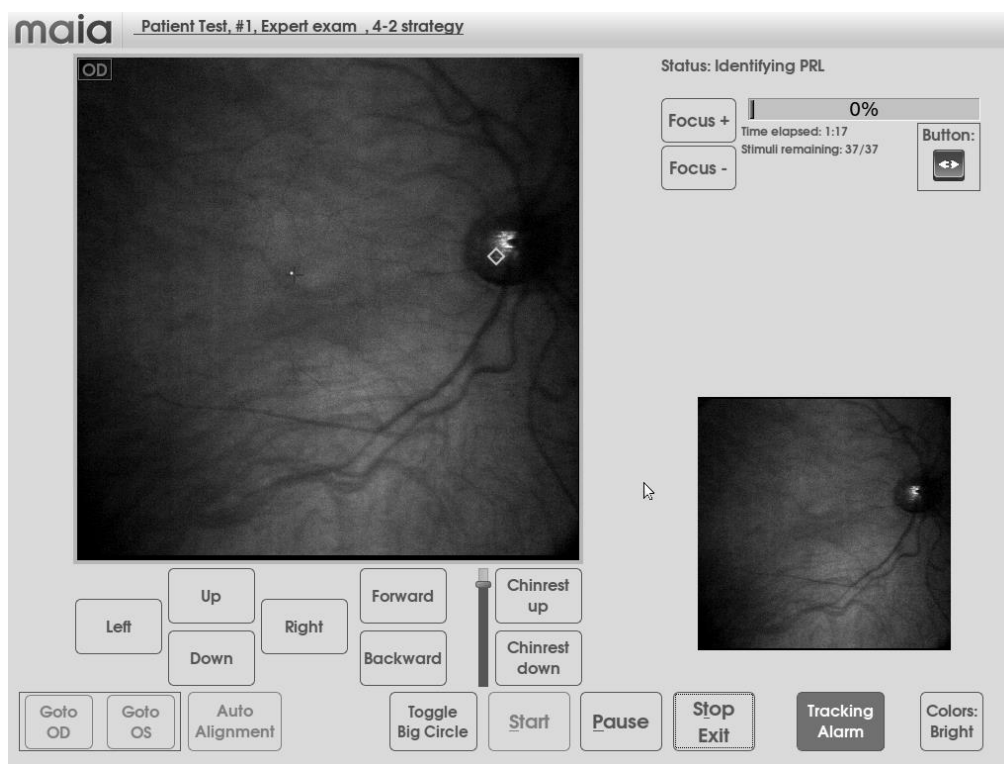 maia Patient Test, #1, Expert exam , 4-2 strategy
OD
Status: Identifying PRL
Focus +
0%
Time elapsed: 1:17
Stimuli remaining: 37/37
Button:
Focus -
Left
Up
Down
Right
Forward
Backward
Chinrest
up
Chinrest
down
Goto
OD
Goto
OS
Auto
Alignment
Toggle
Big Circle
Start
Pause
Stop
Exit
Tracking
Alarm
Colors:
Bright